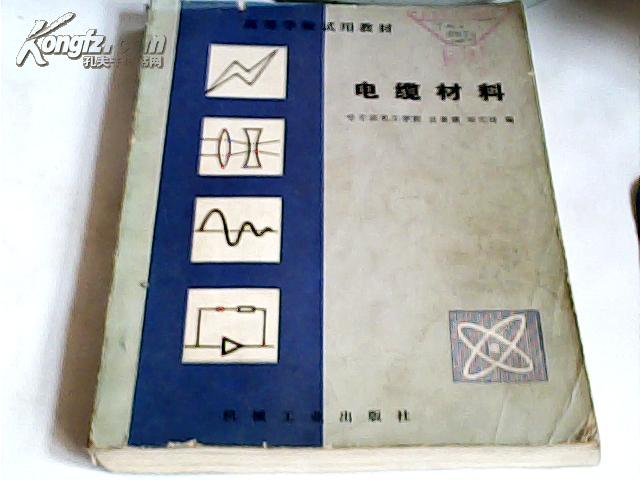 Kongfz.com
孔夫子旧书网
高等学校试用教材
电缆材料
机械工业出版社